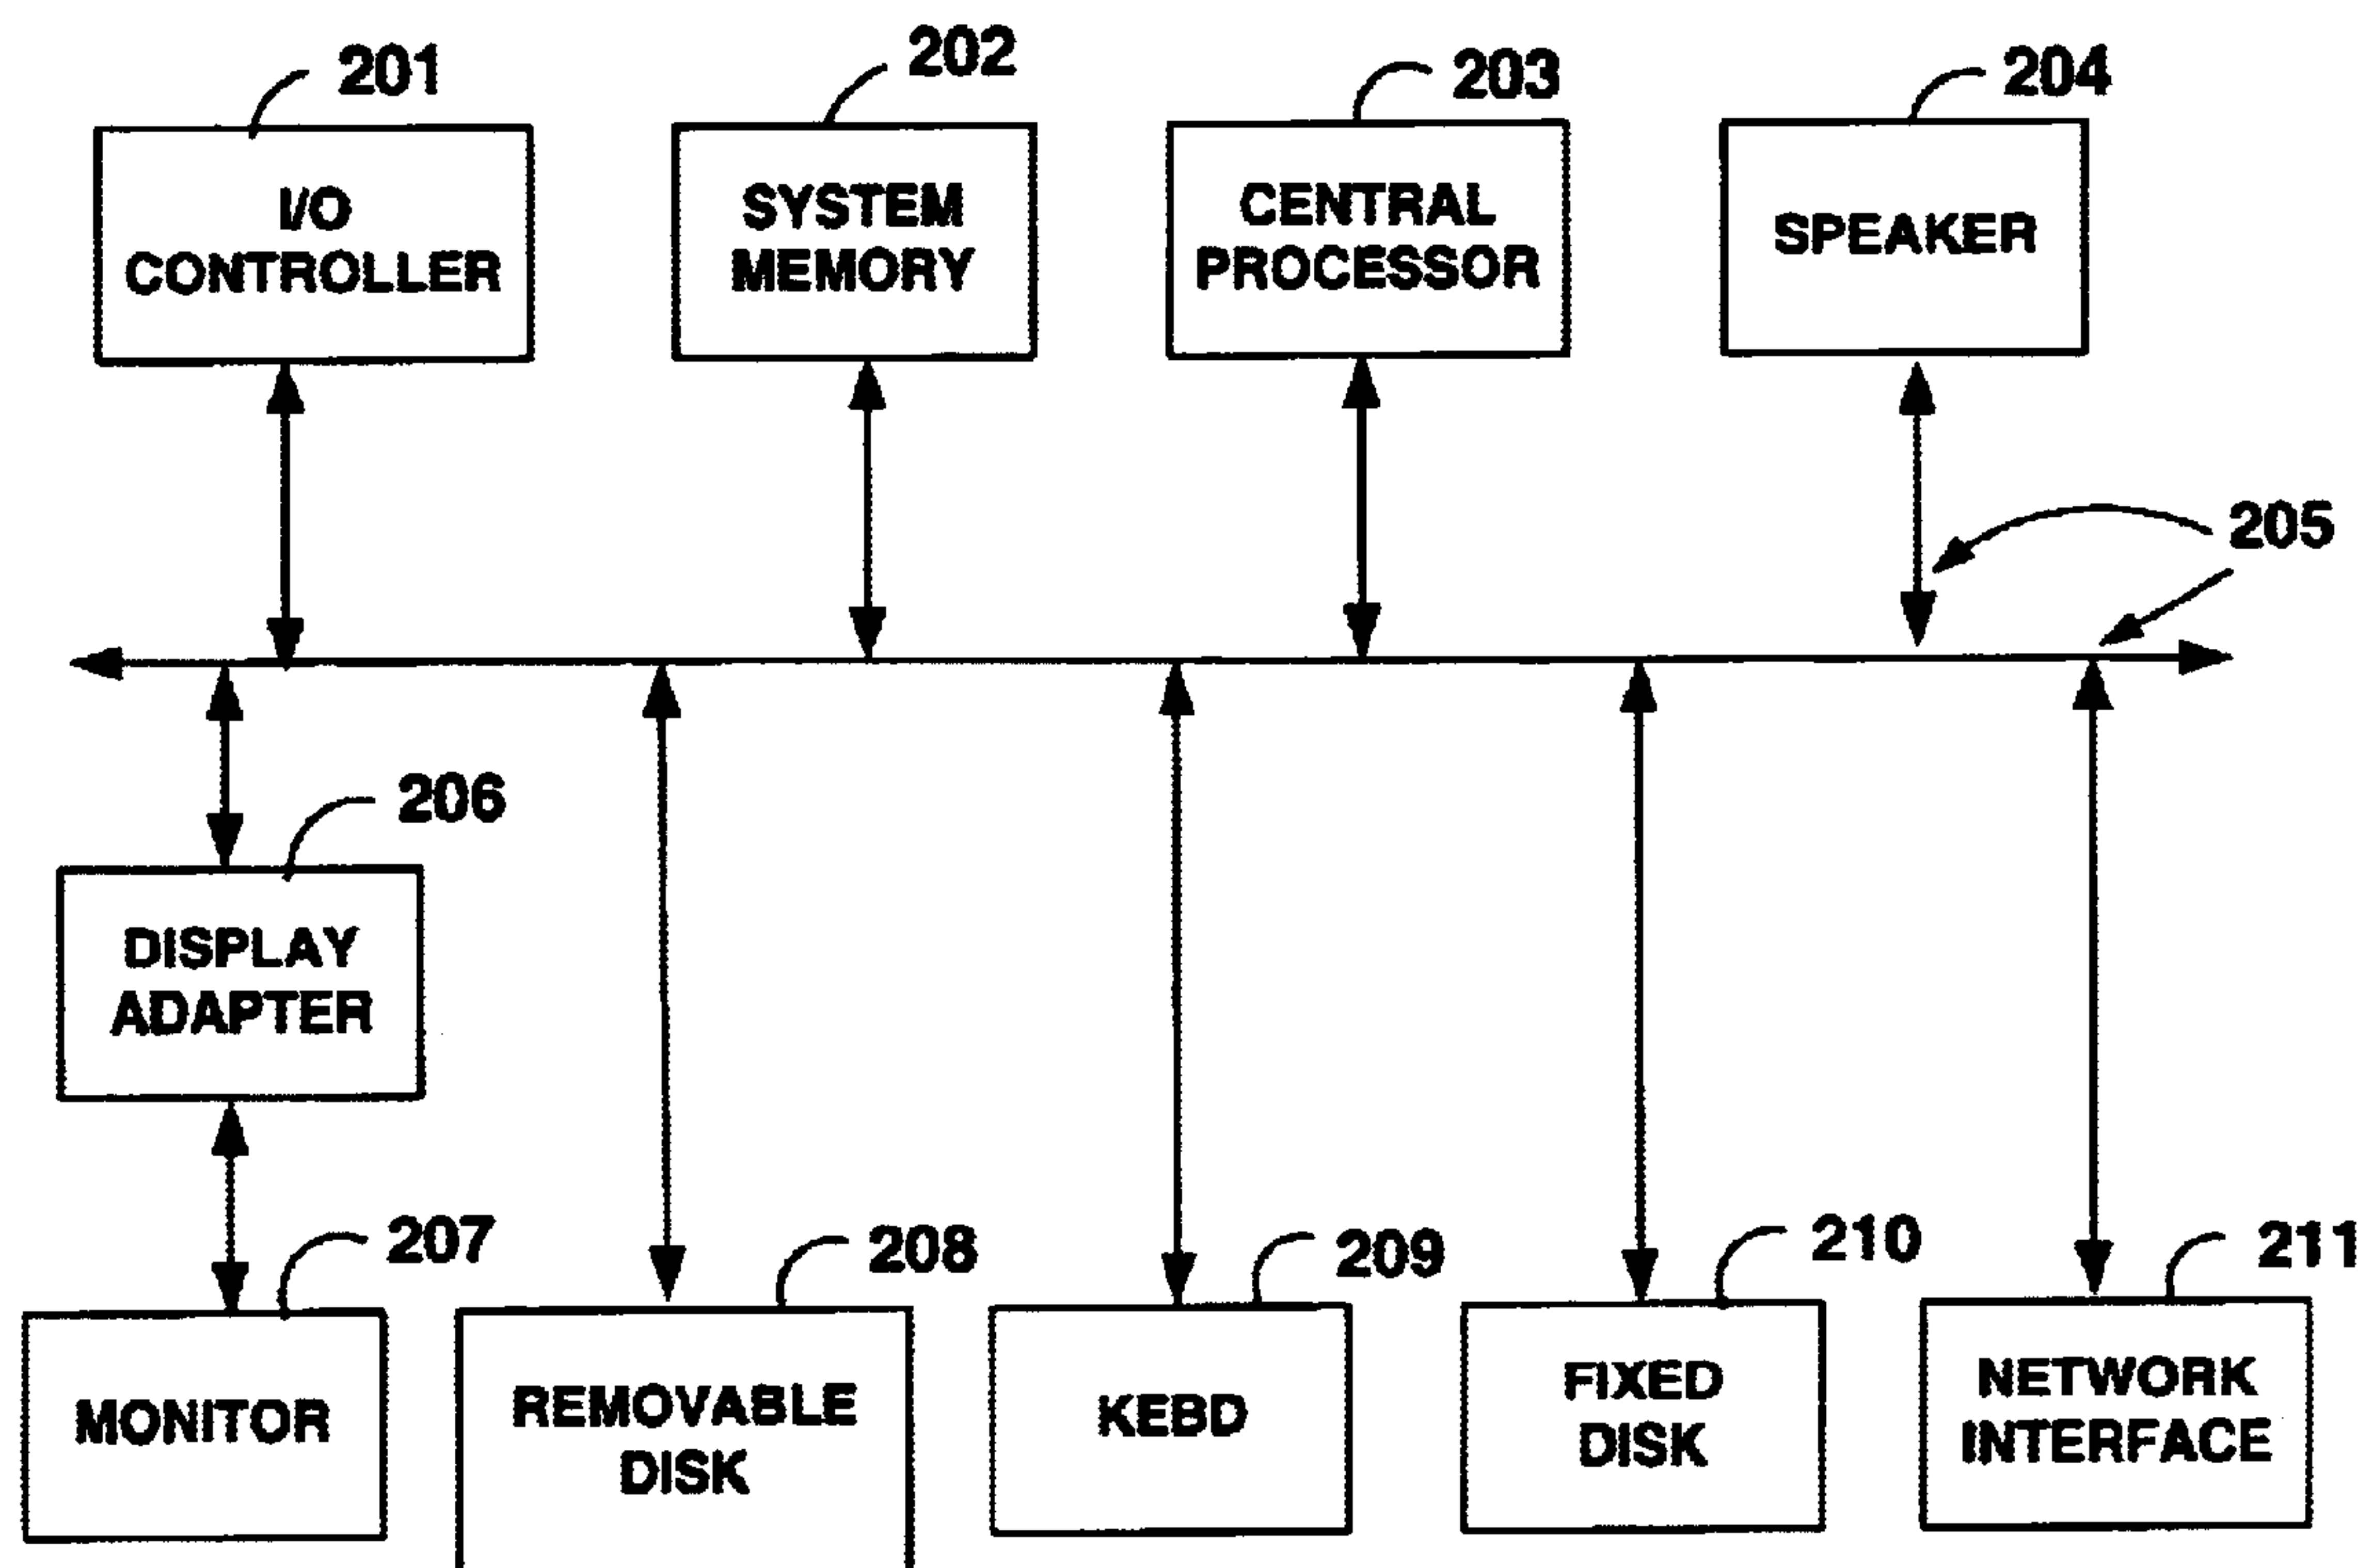 201
202
203
204
I/O
CONTROLLER
SYSTEM
MEMORY
CENTRAL
PROCESSOR
SPEAKER
205
206
DISPLAY
ADAPTER
207
208
209
210
211
MONITOR
REMOVABLE
DISK
KEBD
FIXED
DISK
NETWORK
INTERFACE